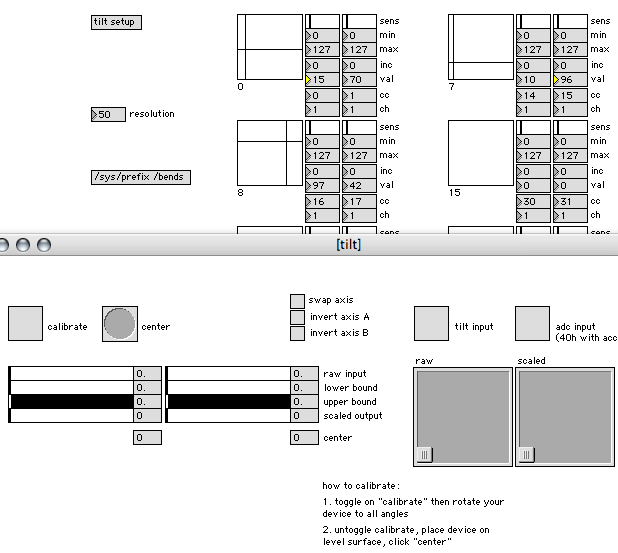 tilt setup
50 resolution
/sys/prefix /bends
sens
0 0 min
127 127 max
0 0 inc
15 70 val
0 1 cc
1 1 ch
0
sens
0 0 min
127 127 max
0 0 inc
10 96 val
14 15 cc
1 1 ch
7
sens
0 0 min
127 127 max
0 0 inc
97 42 val
16 17 cc
1 1 ch
8
sens
0 0 min
127 127 max
0 0 inc
0 0 val
30 31 cc
1 1 ch
15
sens
sens
[tilt]
calibrate
center
swap axis
invert axis A
invert axis B
tilt input
adc input
(40h with acc
0. 0. raw input
0. 0. lower bound
0. 0. upper bound
0 0 scaled output
0 0 center
raw
scaled
how to calibrate:
1. toggle on "calibrate" then rotate your
device to all angles
2. untoggle calibrate, place device on
level surface, click "center"